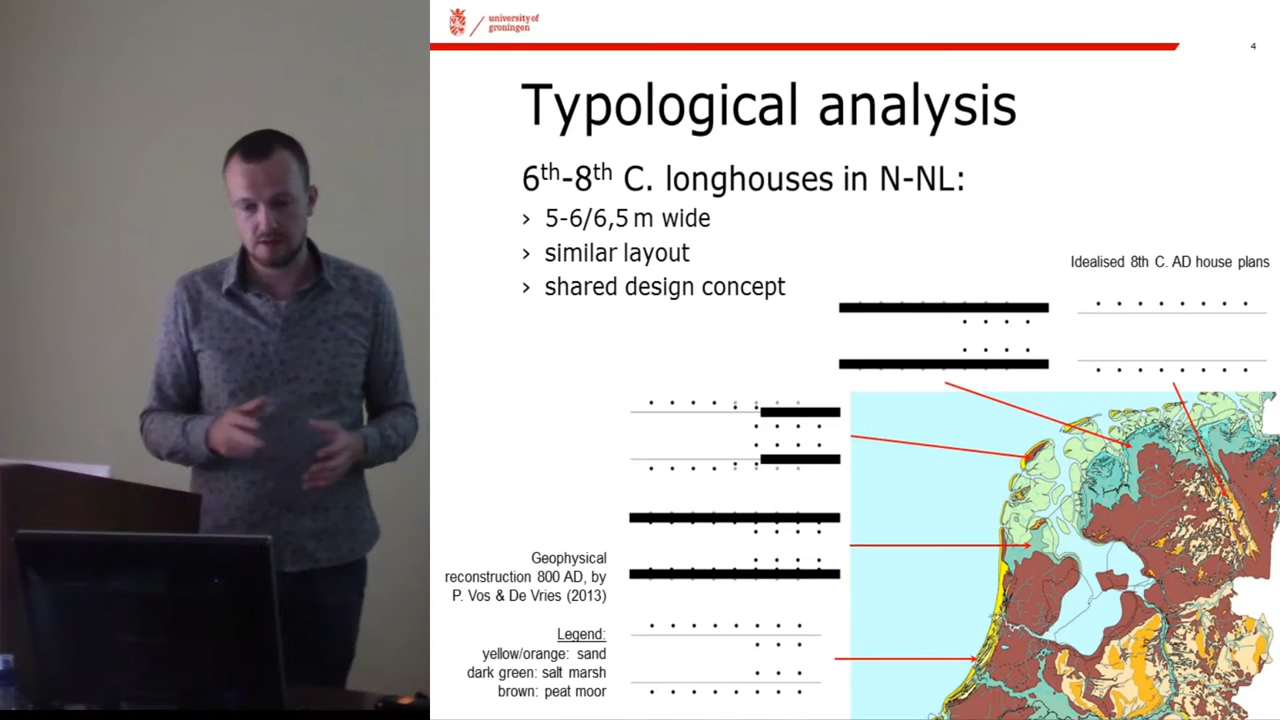 university of
groningen
4
Typological analysis
6th-8th C. longhouses in N-NL:
› 5-6/6,5 m wide
› similar layout
› shared design concept
Idealised 8th C. AD house plans
Geophysical
reconstruction 800 AD, by
P. Vos & De Vries (2013)
Legend:
yellow/orange: sand
dark green: salt marsh
brown: peat moor